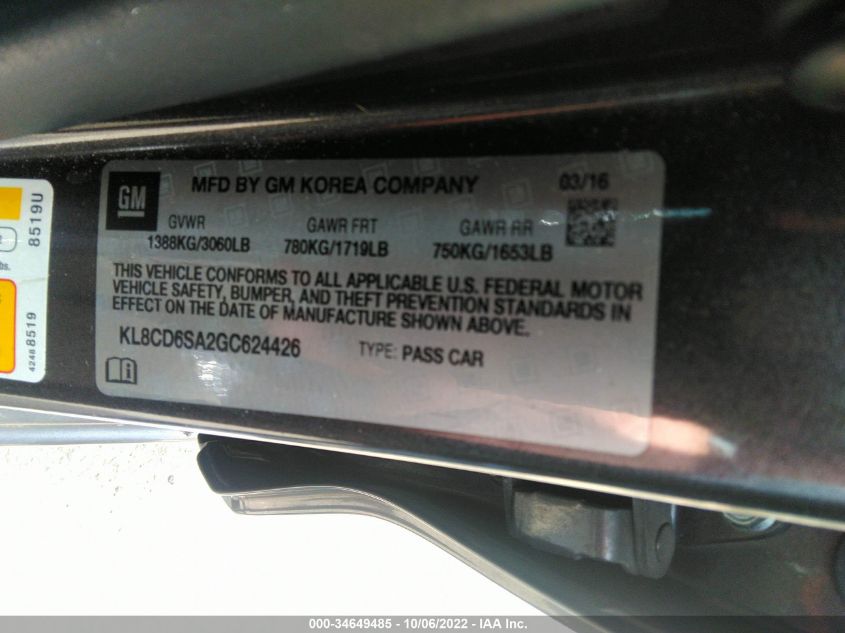 GM
MFD BY GM KOREA COMPANY 03/16
GVWR GAWR FRT GAWR RR
1388KG/3060LB 780KG/1719LB 750KG/1653LB
THIS VEHICLE CONFORMS TO ALL APPLICABLE U.S. FEDERAL MOTOR
VEHICLE SAFETY, BUMPER, AND THEFT PREVENTION STANDARDS IN
EFFECT ON THE DATE OF MANUFACTURE SHOWN ABOVE.
KL8CD6SA2GC624426 TYPE: PASS CAR
8519U
bs.
42488519
000-34649485 - 10/06/2022 - IAA Inc.